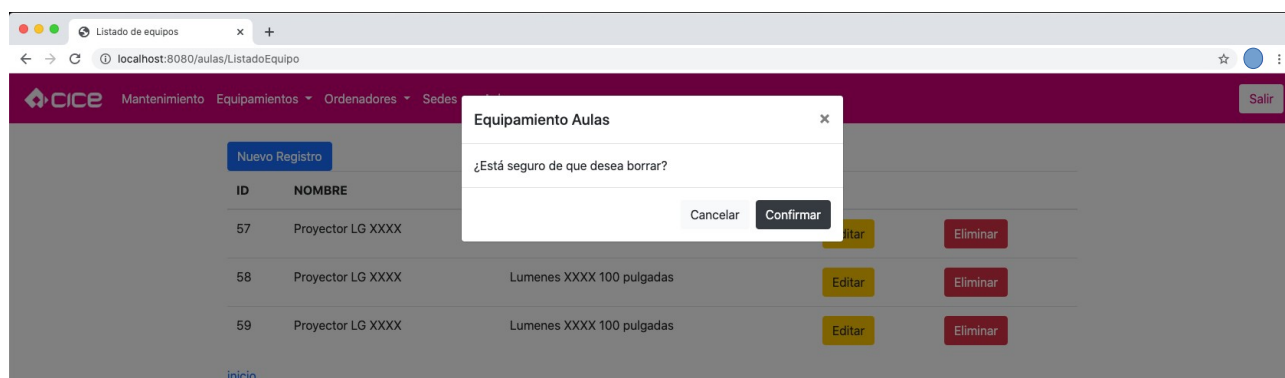 Listado de equipos
localhost:8080/aulas/ListadoEquipo
CICE Mantenimiento Equipamientos Ordenadores Sedes Salir
Equipamiento Aulas
¿Está seguro de que desea borrar?
Cancelar Confirmar
Nuevo Registro
ID NOMBRE
57 Proyector LG XXXX Editar Eliminar
58 Proyector LG XXXX Lumenes XXXX 100 pulgadas Editar Eliminar
59 Proyector LG XXXX Lumenes XXXX 100 pulgadas Editar Eliminar
inicio